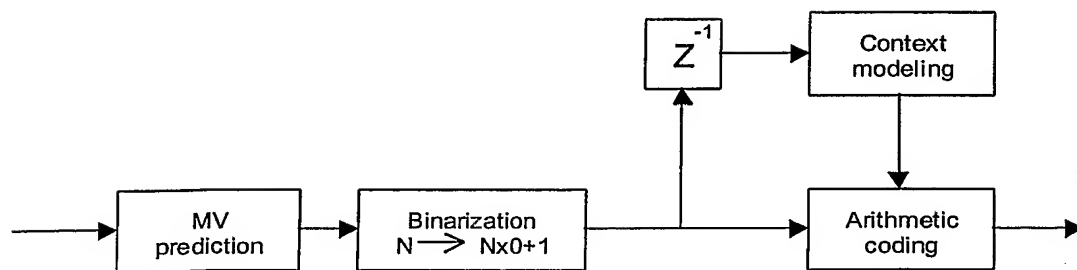 Z⁻¹
Context
modeling
MV
prediction
Binarization
N → Nx0+1
Arithmetic
coding